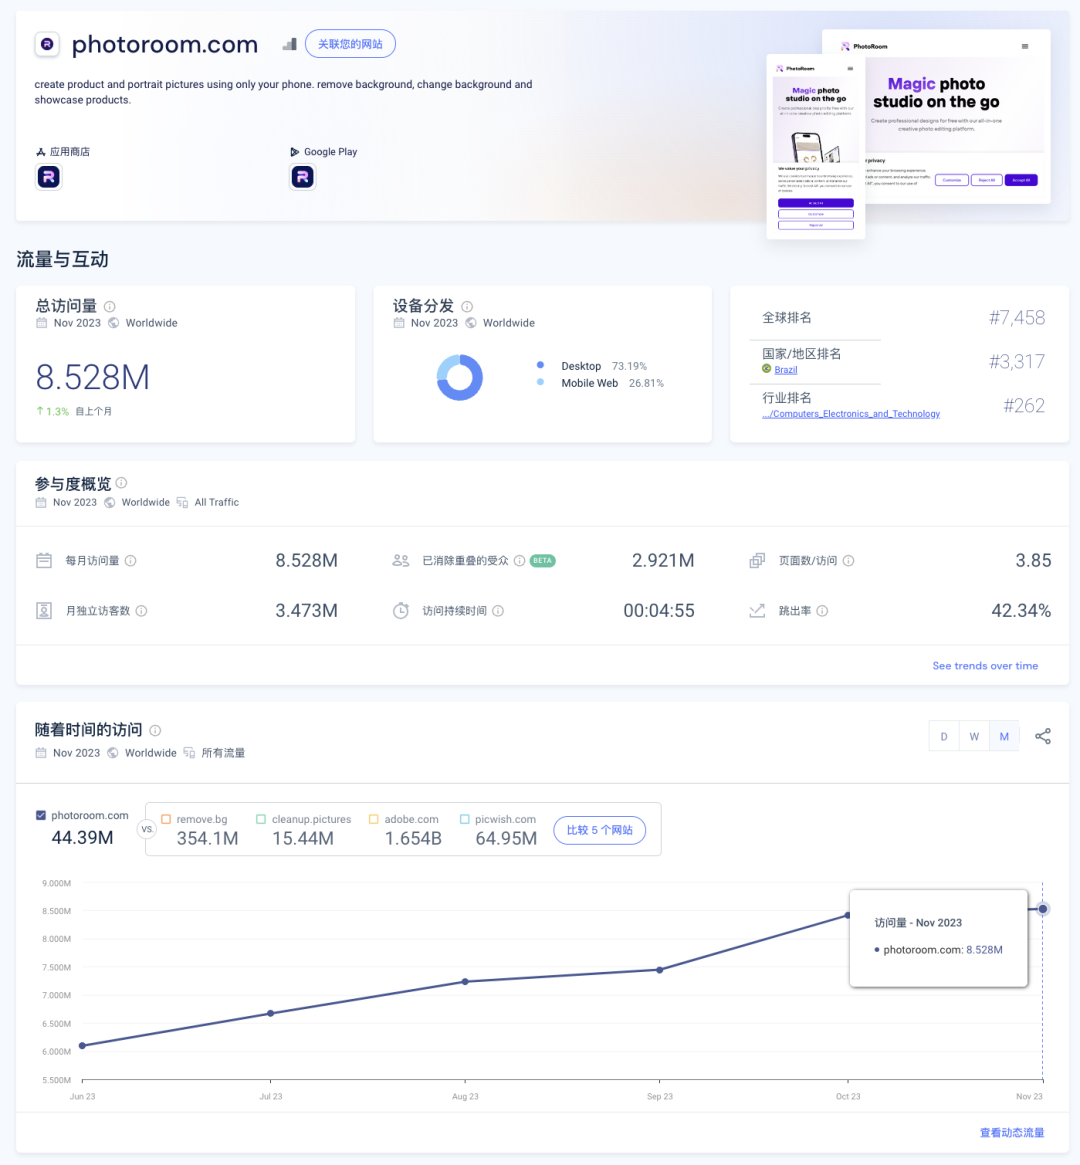 photoroom.com
关联您的网站
create product and portrait pictures using only your phone. remove background, change background and
showcase products.
应用商店
Google Play
PhotoRoom
Magic photo
studio on the go
Create professional designs for free with our all-in-one
creative photo editing platform.
PhotoRoom
Magic photo
studio on the go
We value your privacy
Customise
Reject All
Accept All
流量与互动
总访问量
Nov 2023 Worldwide
8.528M
↑ 1.3% 自上个月
设备分发
Nov 2023 Worldwide
Desktop 73.19%
Mobile Web 26.81%
全球排名 #7,458
国家/地区排名 #3,317
Brazil
行业排名 #262
.../Computers_Electronics_and_Technology
参与度概览
Nov 2023 Worldwide All Traffic
每月访问量 8.528M
已消除重叠的受众 BETA 2.921M
页面数/访问 3.85
月独立访客数 3.473M
访问持续时间 00:04:55
跳出率 42.34%
See trends over time
随着时间的访问
Nov 2023 Worldwide 所有流量
D W M
photoroom.com
44.39M
VS.
remove.bg
354.1M
cleanup.pictures
15.44M
adobe.com
1.654B
picwish.com
64.95M
比较 5 个网站
9.000M
8.500M
8.000M
7.500M
7.000M
6.500M
6.000M
5.500M
访问量 - Nov 2023
photoroom.com: 8.528M
Jun 23 Jul 23 Aug 23 Sep 23 Oct 23 Nov 23
查看动态流量